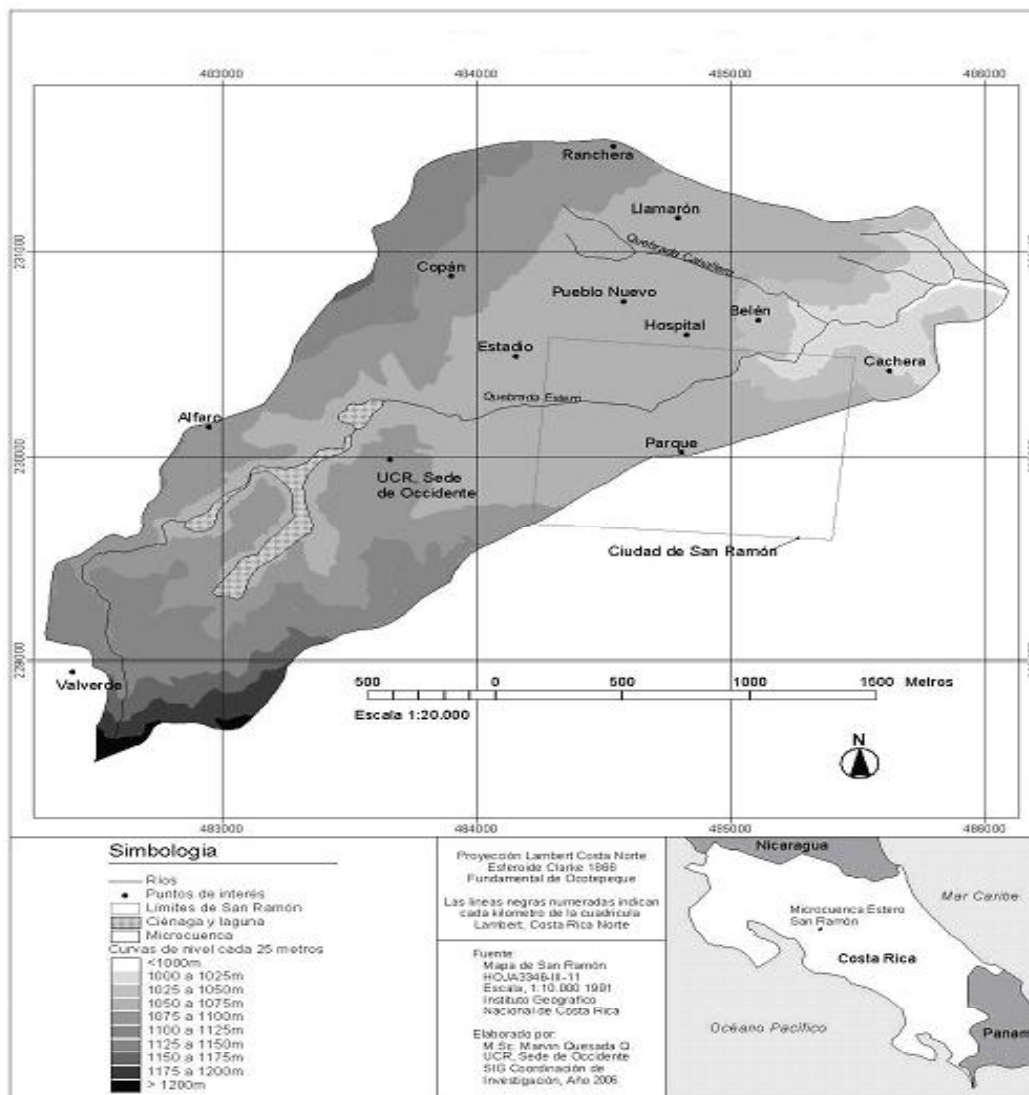 483000 484000 485000 486000
Ranchera
Llamarón
231000
Quebrada Caballero
Copán
Pueblo Nuevo
Belén
Hospital
Estadio
Cachera
Quebrada Estero
Alfaro
Parque
230000
UCR, Sede
de Occidente
Ciudad de San Ramón
229000
Valverde
500 0 500 1000 1500 Metros
Escala 1:20.000
N
483000 484000 485000 486000
Simbologia
Ríos
Puntos de interés
Límites de San Ramón
Ciénaga y laguna
Microcuenca
Curvas de nivel cada 25 metros
<1000m
1000 a 1025m
1025 a 1050m
1050 a 1075m
1075 a 1100m
1100 a 1125m
1125 a 1150m
1150 a 1175m
1175 a 1200m
> 1200m
Proyección Lambert Costa Norte
Esferoide Clarke 1866
Fundamental de Ocotepeque
Las lineas negras numeradas indican
cada kilometro de la cuadricula
Lambert, Costa Rica Norte
Fuente:
Mapa de San Ramón
HOJA3346-III-11
Escala, 1:10.000 1991
Instituto Geografico
Nacional de Costa Rica
Elaborado por:
M.Sc. Marvin Quesada Q.
UCR, Sede de Occidente
SIG Coordinación de
Investigación, Año 2006
Nicaragua
Mar Caribe
Microcuenca Estero
San Ramón
Costa Rica
Océano Pacífico
Panam